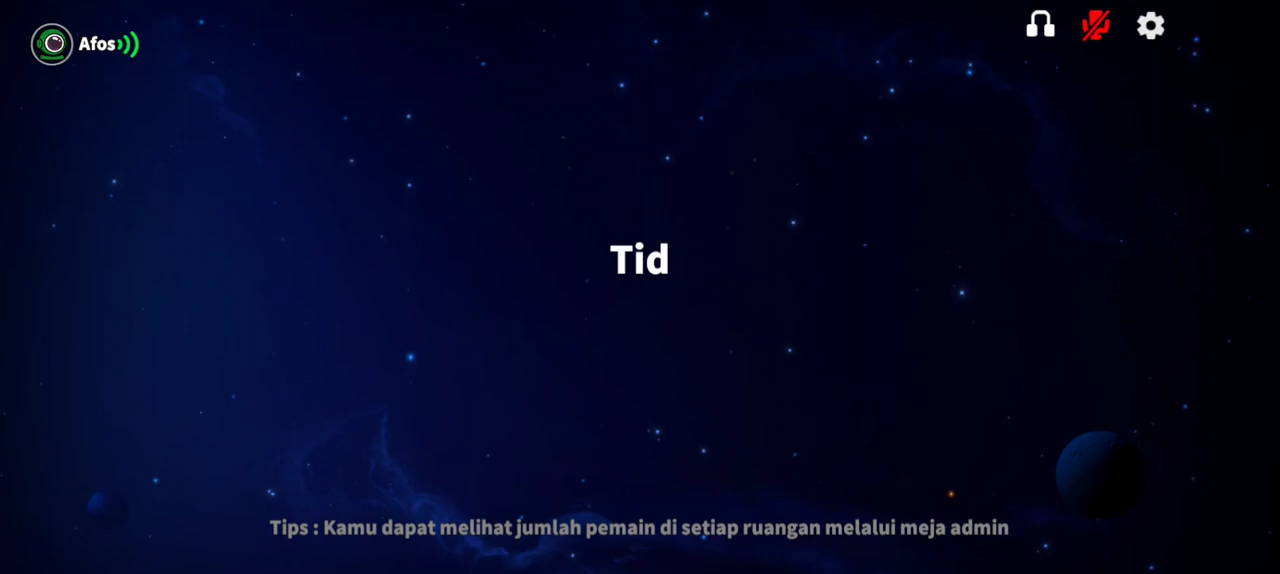 Afos
Tid
Tips : Kamu dapat melihat jumlah pemain di setiap ruangan melalui meja admin